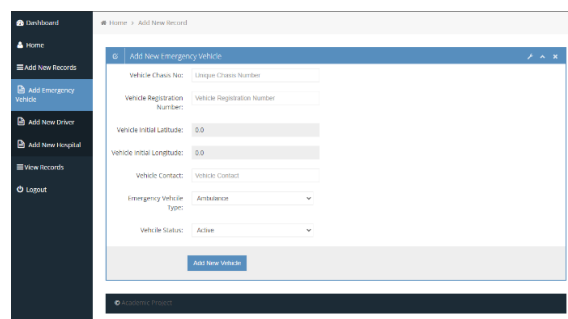 Dashboard
Home > Add New Record
Home
Add New Records
Add Emergency
Vehicle
Add New Driver
Add New Hospital
View Records
Logout
Add New Emergency Vehicle
Vehicle Chasis No:
Unique Chasis Number
Vehicle Registration
Number:
Vehicle Registration Number
Vehicle Initial Latitude:
0.0
Vehicle Initial Longitude:
0.0
Vehicle Contact:
Vehicle Contact
Emergency Vehcile
Type:
Ambulance
Vehcile Status:
Active
Add New Vehicle
© Academic Project